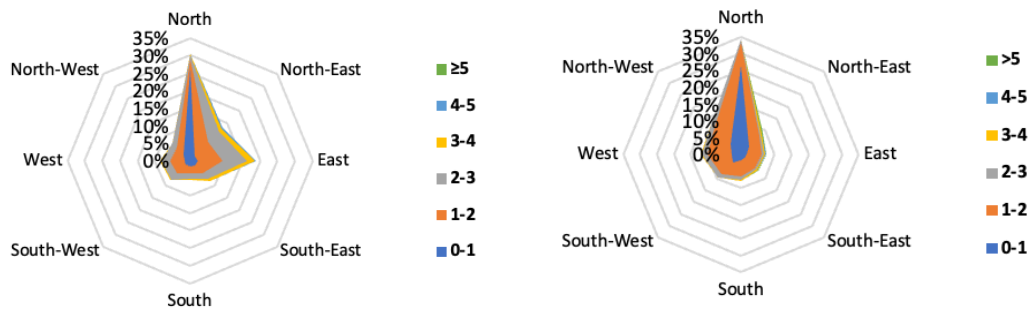 North
35%
30%
25%
20%
15%
10%
5%
0%
North-East
East
South-East
South
South-West
West
North-West
≥5
4-5
3-4
2-3
1-2
0-1
North
35%
30%
25%
20%
15%
10%
5%
0%
North-East
East
South-East
South
South-West
West
North-West
>5
4-5
3-4
2-3
1-2
0-1